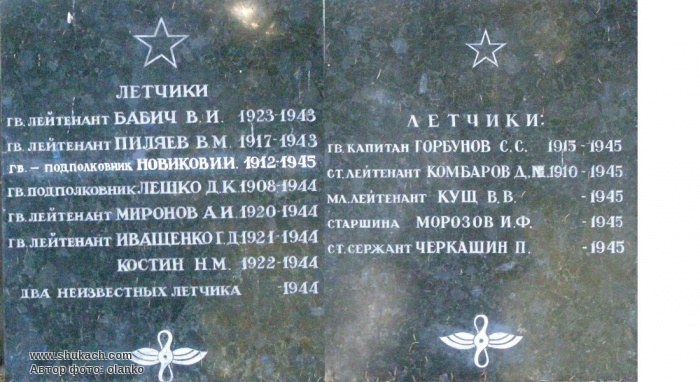 ЛЕТЧИКИ
ГВ. ЛЕЙТЕНАНТ БАБИЧ В.И. 1923-1943
ГВ. ЛЕЙТЕНАНТ ПИЛЯЕВ В.М. 1917-1943
ГВ. – ПОДПОЛКОВНИК НОВИКОВ И.И. 1912-1945
ГВ. ПОДПОЛКОВНИК ЛЕЩКО Д.К. 1908-1944
ГВ. ЛЕЙТЕНАНТ МИРОНОВ А.И. 1920-1944
ГВ. ЛЕЙТЕНАНТ ИВАЩЕНКО Г.Д. 1921-1944
КОСТИН Н.М. 1922-1944
ДВА НЕИЗВЕСТНЫХ ЛЕТЧИКА -1944
www.shukach.com
Автор фото: olanko
ЛЕТЧИКИ:
ГВ. КАПИТАН ГОРБУНОВ С.С. 1915-1945
СТ. ЛЕЙТЕНАНТ КОМБАРОВ Д. 1910-1945
МЛ. ЛЕЙТЕНАНТ КУЩ В.В. -1945
СТАРШИНА МОРОЗОВ И.Ф. -1945
СТ. СЕРЖАНТ ЧЕРКАШИН П. -1945